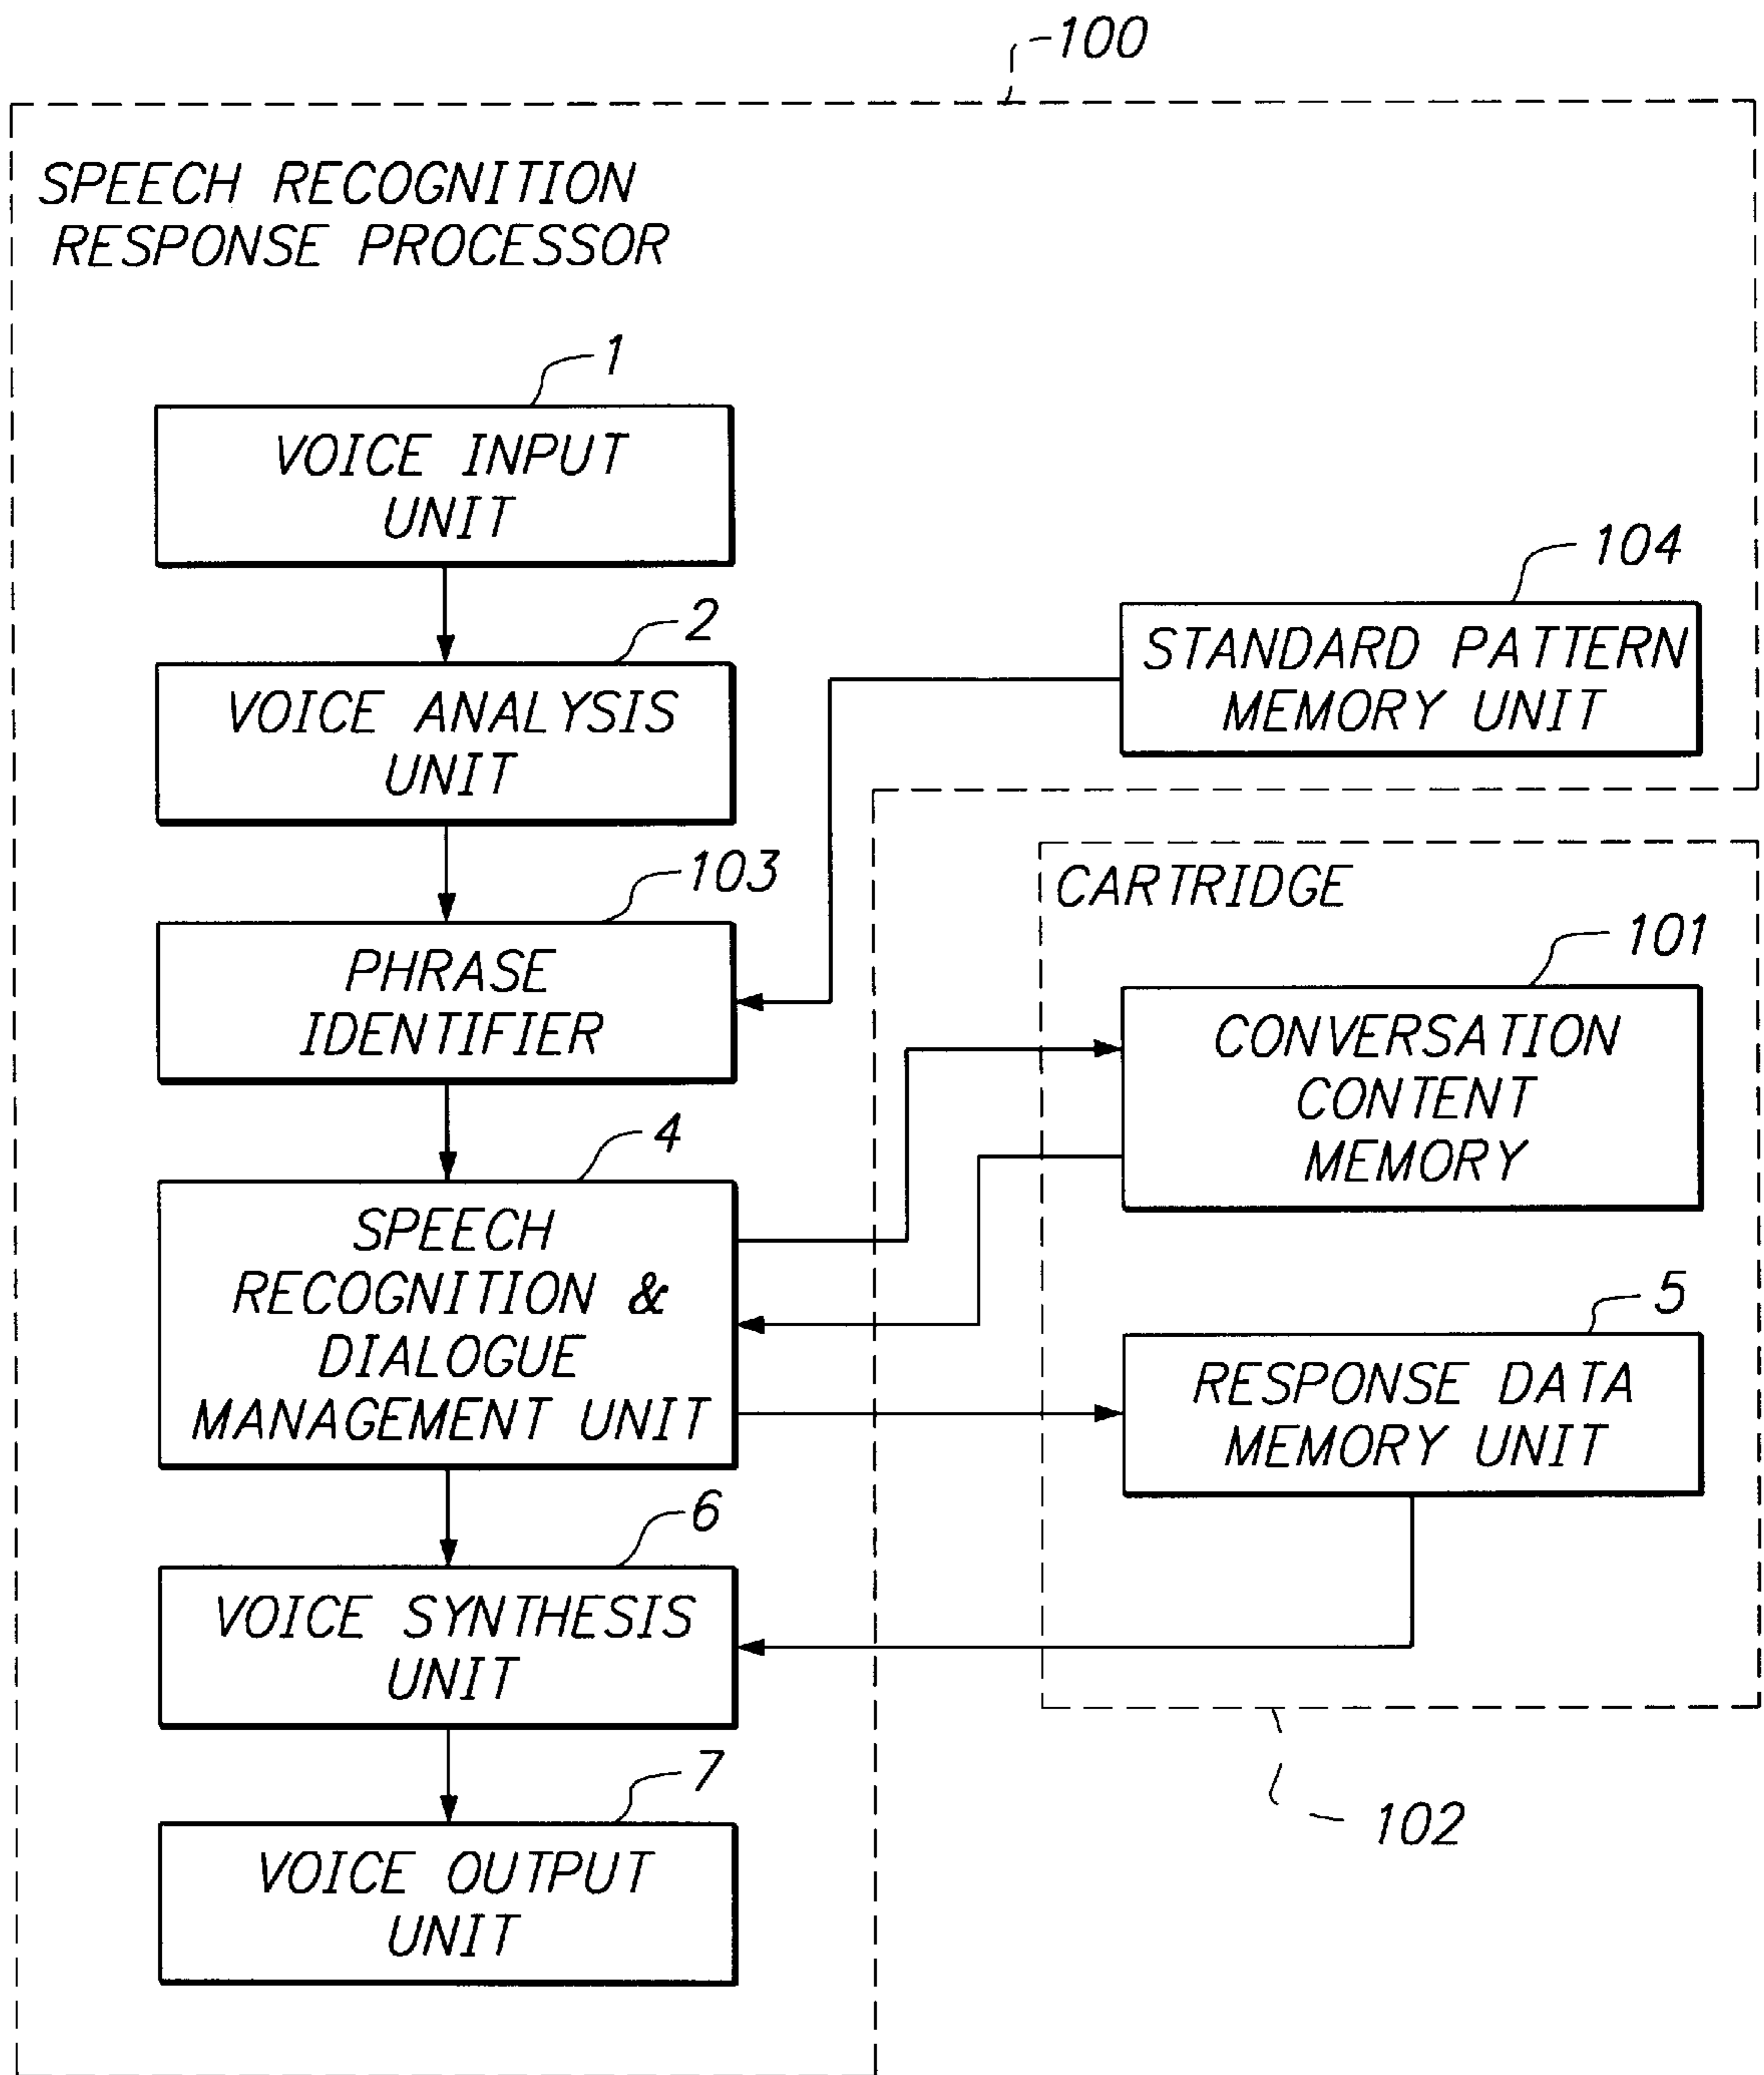 100
SPEECH RECOGNITION
RESPONSE PROCESSOR
1
VOICE INPUT
UNIT
104
STANDARD PATTERN
MEMORY UNIT
2
VOICE ANALYSIS
UNIT
103
PHRASE
IDENTIFIER
CARTRIDGE
101
CONVERSATION
CONTENT
MEMORY
4
SPEECH
RECOGNITION &
DIALOGUE
MANAGEMENT UNIT
5
RESPONSE DATA
MEMORY UNIT
6
VOICE SYNTHESIS
UNIT
7
VOICE OUTPUT
UNIT
102